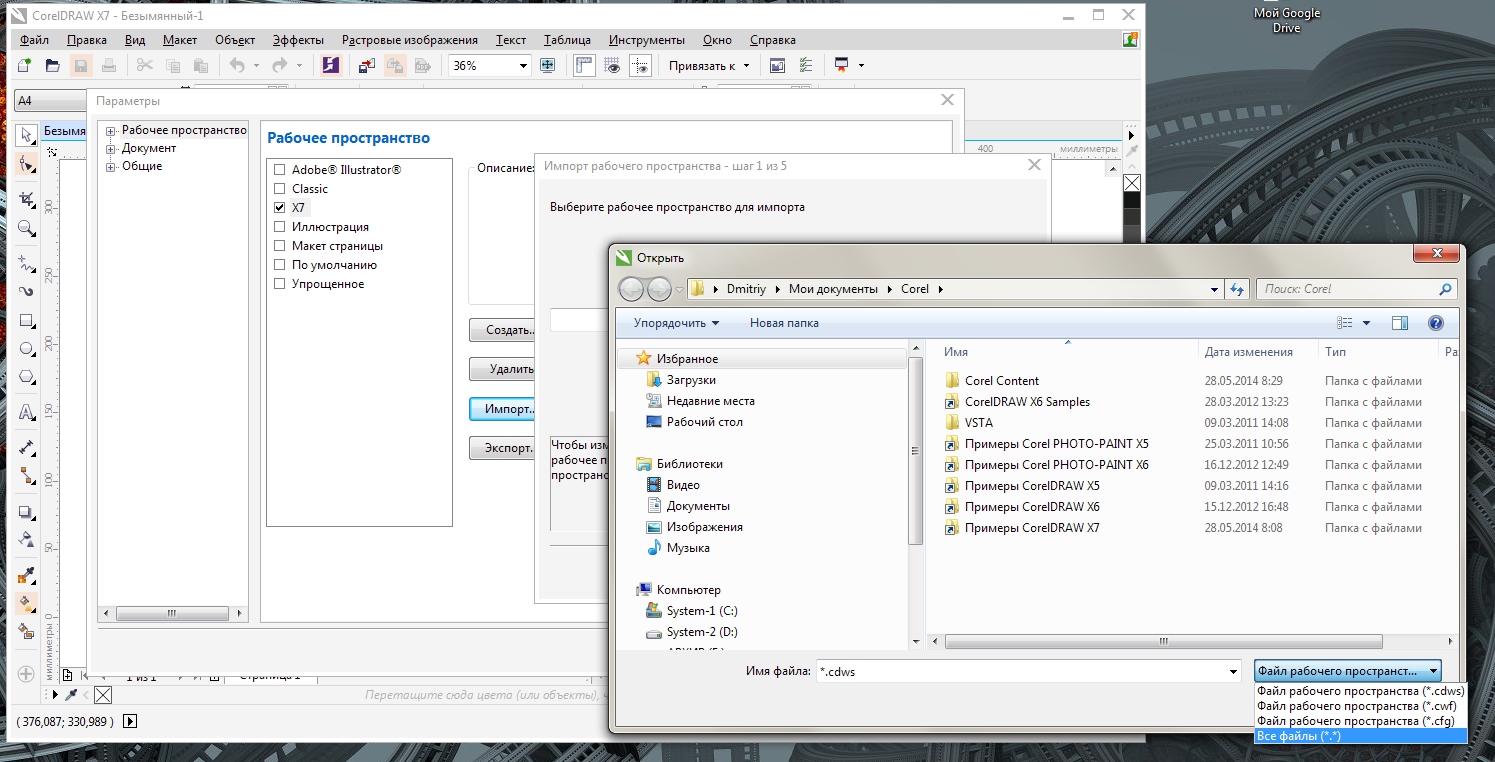 CorelDRAW X7 - Безымянный-1
Мой Google
Drive
Файл Правка Вид Макет Объект Эффекты Растровые изображения Текст Таблица Инструменты Окно Справка
36% Привязать к
A4
Параметры
Безымя
Рабочее пространство
Документ
Общие
Рабочее пространство
Adobe® Illustrator®
Classic
X7
Иллюстрация
Макет страницы
По умолчанию
Упрощенное
Описание:
Создать..
Удалить
Импорт..
Экспорт.
Чтобы изм
рабочее п
пространс
400 миллиметры
300
250
200
150
100
50
0
миллиметры
Импорт рабочего пространства - шаг 1 из 5
Выберите рабочее пространство для импорта
Открыть
Dmitriy Мои документы Corel
Поиск: Corel
Упорядочить Новая папка
Избранное
Загрузки
Недавние места
Рабочий стол
Библиотеки
Видео
Документы
Изображения
Музыка
Компьютер
System-1 (C:)
System-2 (D:)
Имя Дата изменения Тип Ра
Corel Content 28.05.2014 8:29 Папка с файлами
CorelDRAW X6 Samples 28.03.2012 13:23 Папка с файлами
VSTA 09.03.2011 14:08 Папка с файлами
Примеры Corel PHOTO-PAINT X5 25.03.2011 10:56 Папка с файлами
Примеры Corel PHOTO-PAINT X6 16.12.2012 12:49 Папка с файлами
Примеры CorelDRAW X5 09.03.2011 14:16 Папка с файлами
Примеры CorelDRAW X6 15.12.2012 16:48 Папка с файлами
Примеры CorelDRAW X7 28.05.2014 8:08 Папка с файлами
Имя файла: *.cdws
Файл рабочего пространст...
Файл рабочего пространства (*.cdws)
Файл рабочего пространства (*.cwf)
Файл рабочего пространства (*.cfg)
Все файлы (*.*)
1 из 1 Страница 1
Перетащите сюда цвета (или объекты), ч
( 376,087; 330,989 )